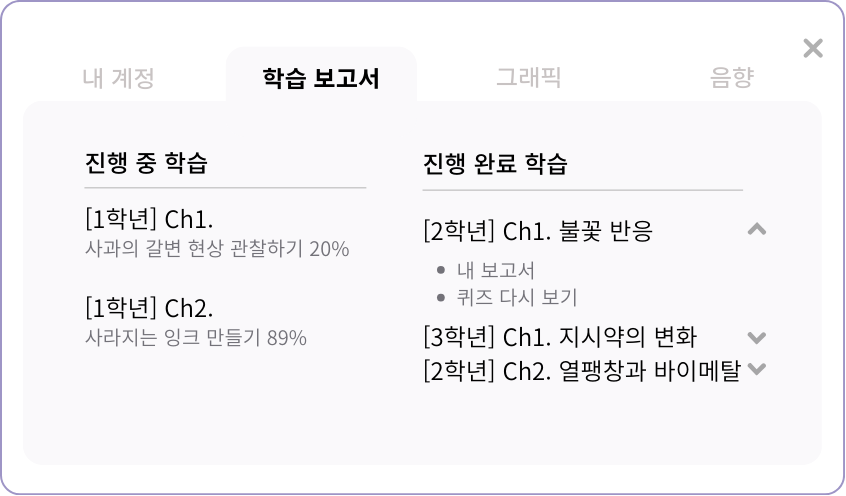 내 계정
학습 보고서
그래픽
음향
진행 중 학습
[1학년] Ch1.
사과의 갈변 현상 관찰하기 20%
[1학년] Ch2.
사라지는 잉크 만들기 89%
진행 완료 학습
[2학년] Ch1. 불꽃 반응
• 내 보고서
• 퀴즈 다시 보기
[3학년] Ch1. 지시약의 변화
[2학년] Ch2. 열팽창과 바이메탈